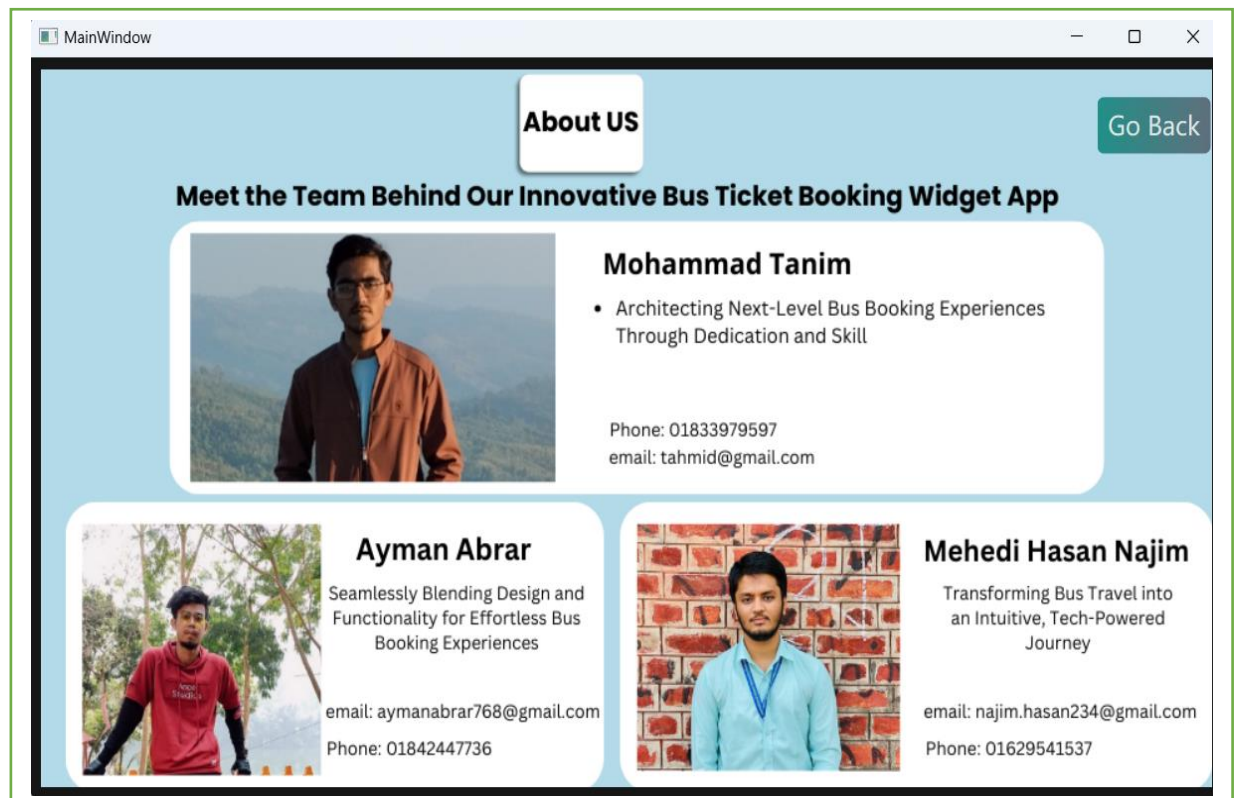 MainWindow
About US
Go Back
Meet the Team Behind Our Innovative Bus Ticket Booking Widget App
Mohammad Tanim
• Architecting Next-Level Bus Booking Experiences
Through Dedication and Skill
Phone: 01833979597
email: tahmid@gmail.com
Ayman Abrar
Seamlessly Blending Design and
Functionality for Effortless Bus
Booking Experiences
email: aymanabrar768@gmail.com
Phone: 01842447736
Mehedi Hasan Najim
Transforming Bus Travel into
an Intuitive, Tech-Powered
Journey
email: najim.hasan234@gmail.com
Phone: 01629541537